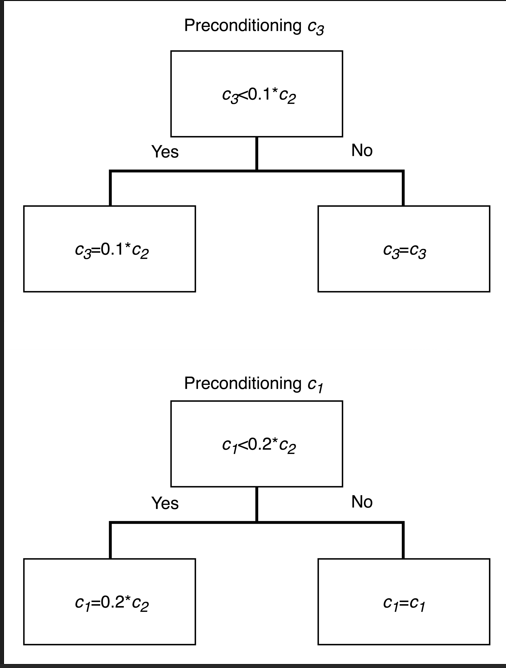 Preconditioning c3
c3<0.1*c2
Yes
No
c3=0.1*c2
c3=c3
Preconditioning c1
c1<0.2*c2
Yes
No
c1=0.2*c2
c1=c1